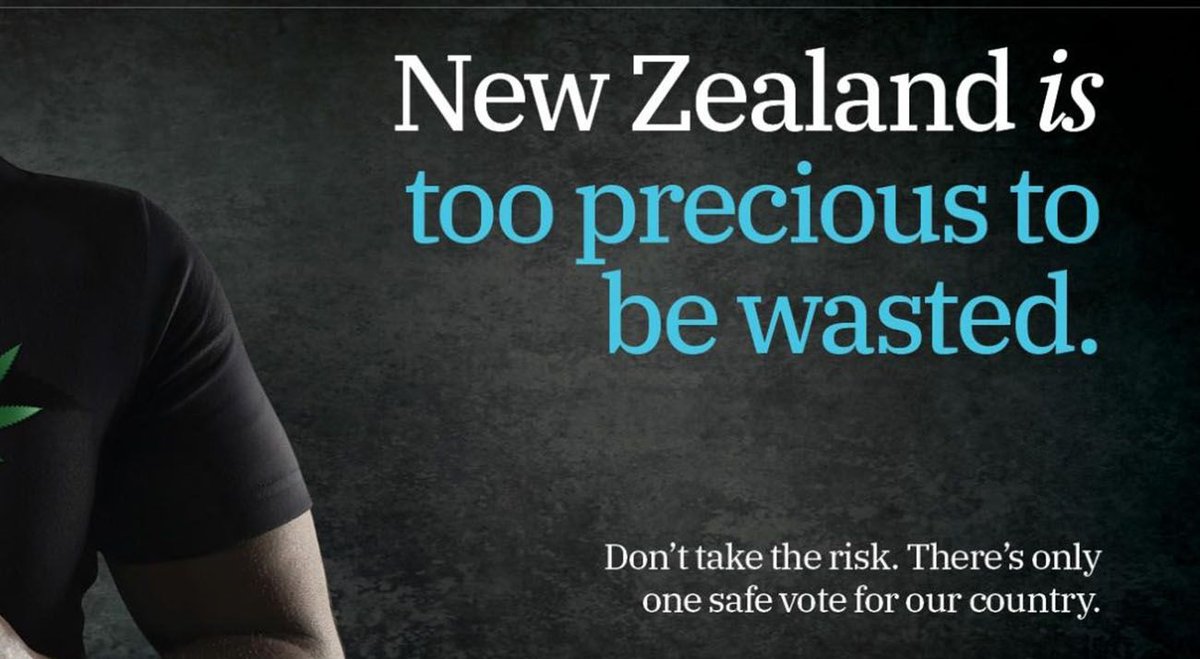 New Zealand is
too precious to
be wasted.
Don’t take the risk. There’s only
one safe vote for our country.